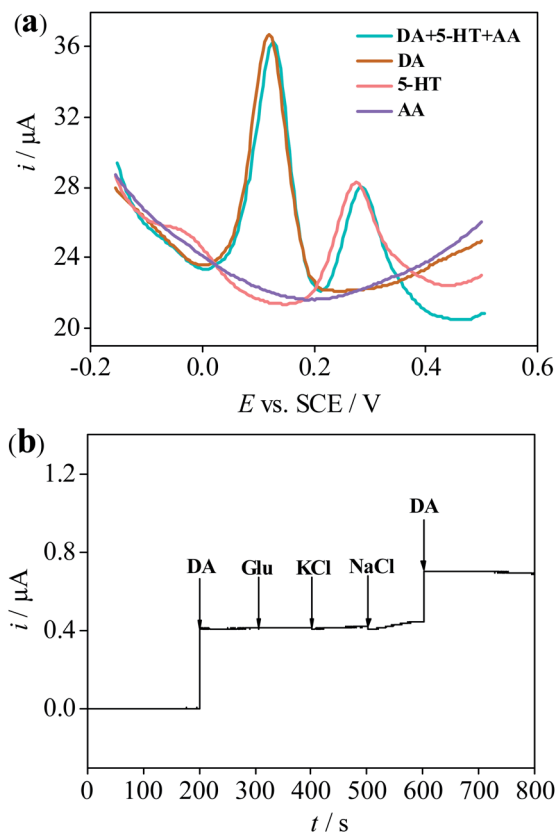 (a)
DA+5-HT+AA
DA
5-HT
AA
36
32
28
24
20
i / μA
-0.2 0.0 0.2 0.4 0.6
E vs. SCE / V
(b)
1.2
0.8
0.4
0.0
i / μA
DA Glu KCl NaCl DA
0 100 200 300 400 500 600 700 800
t / s